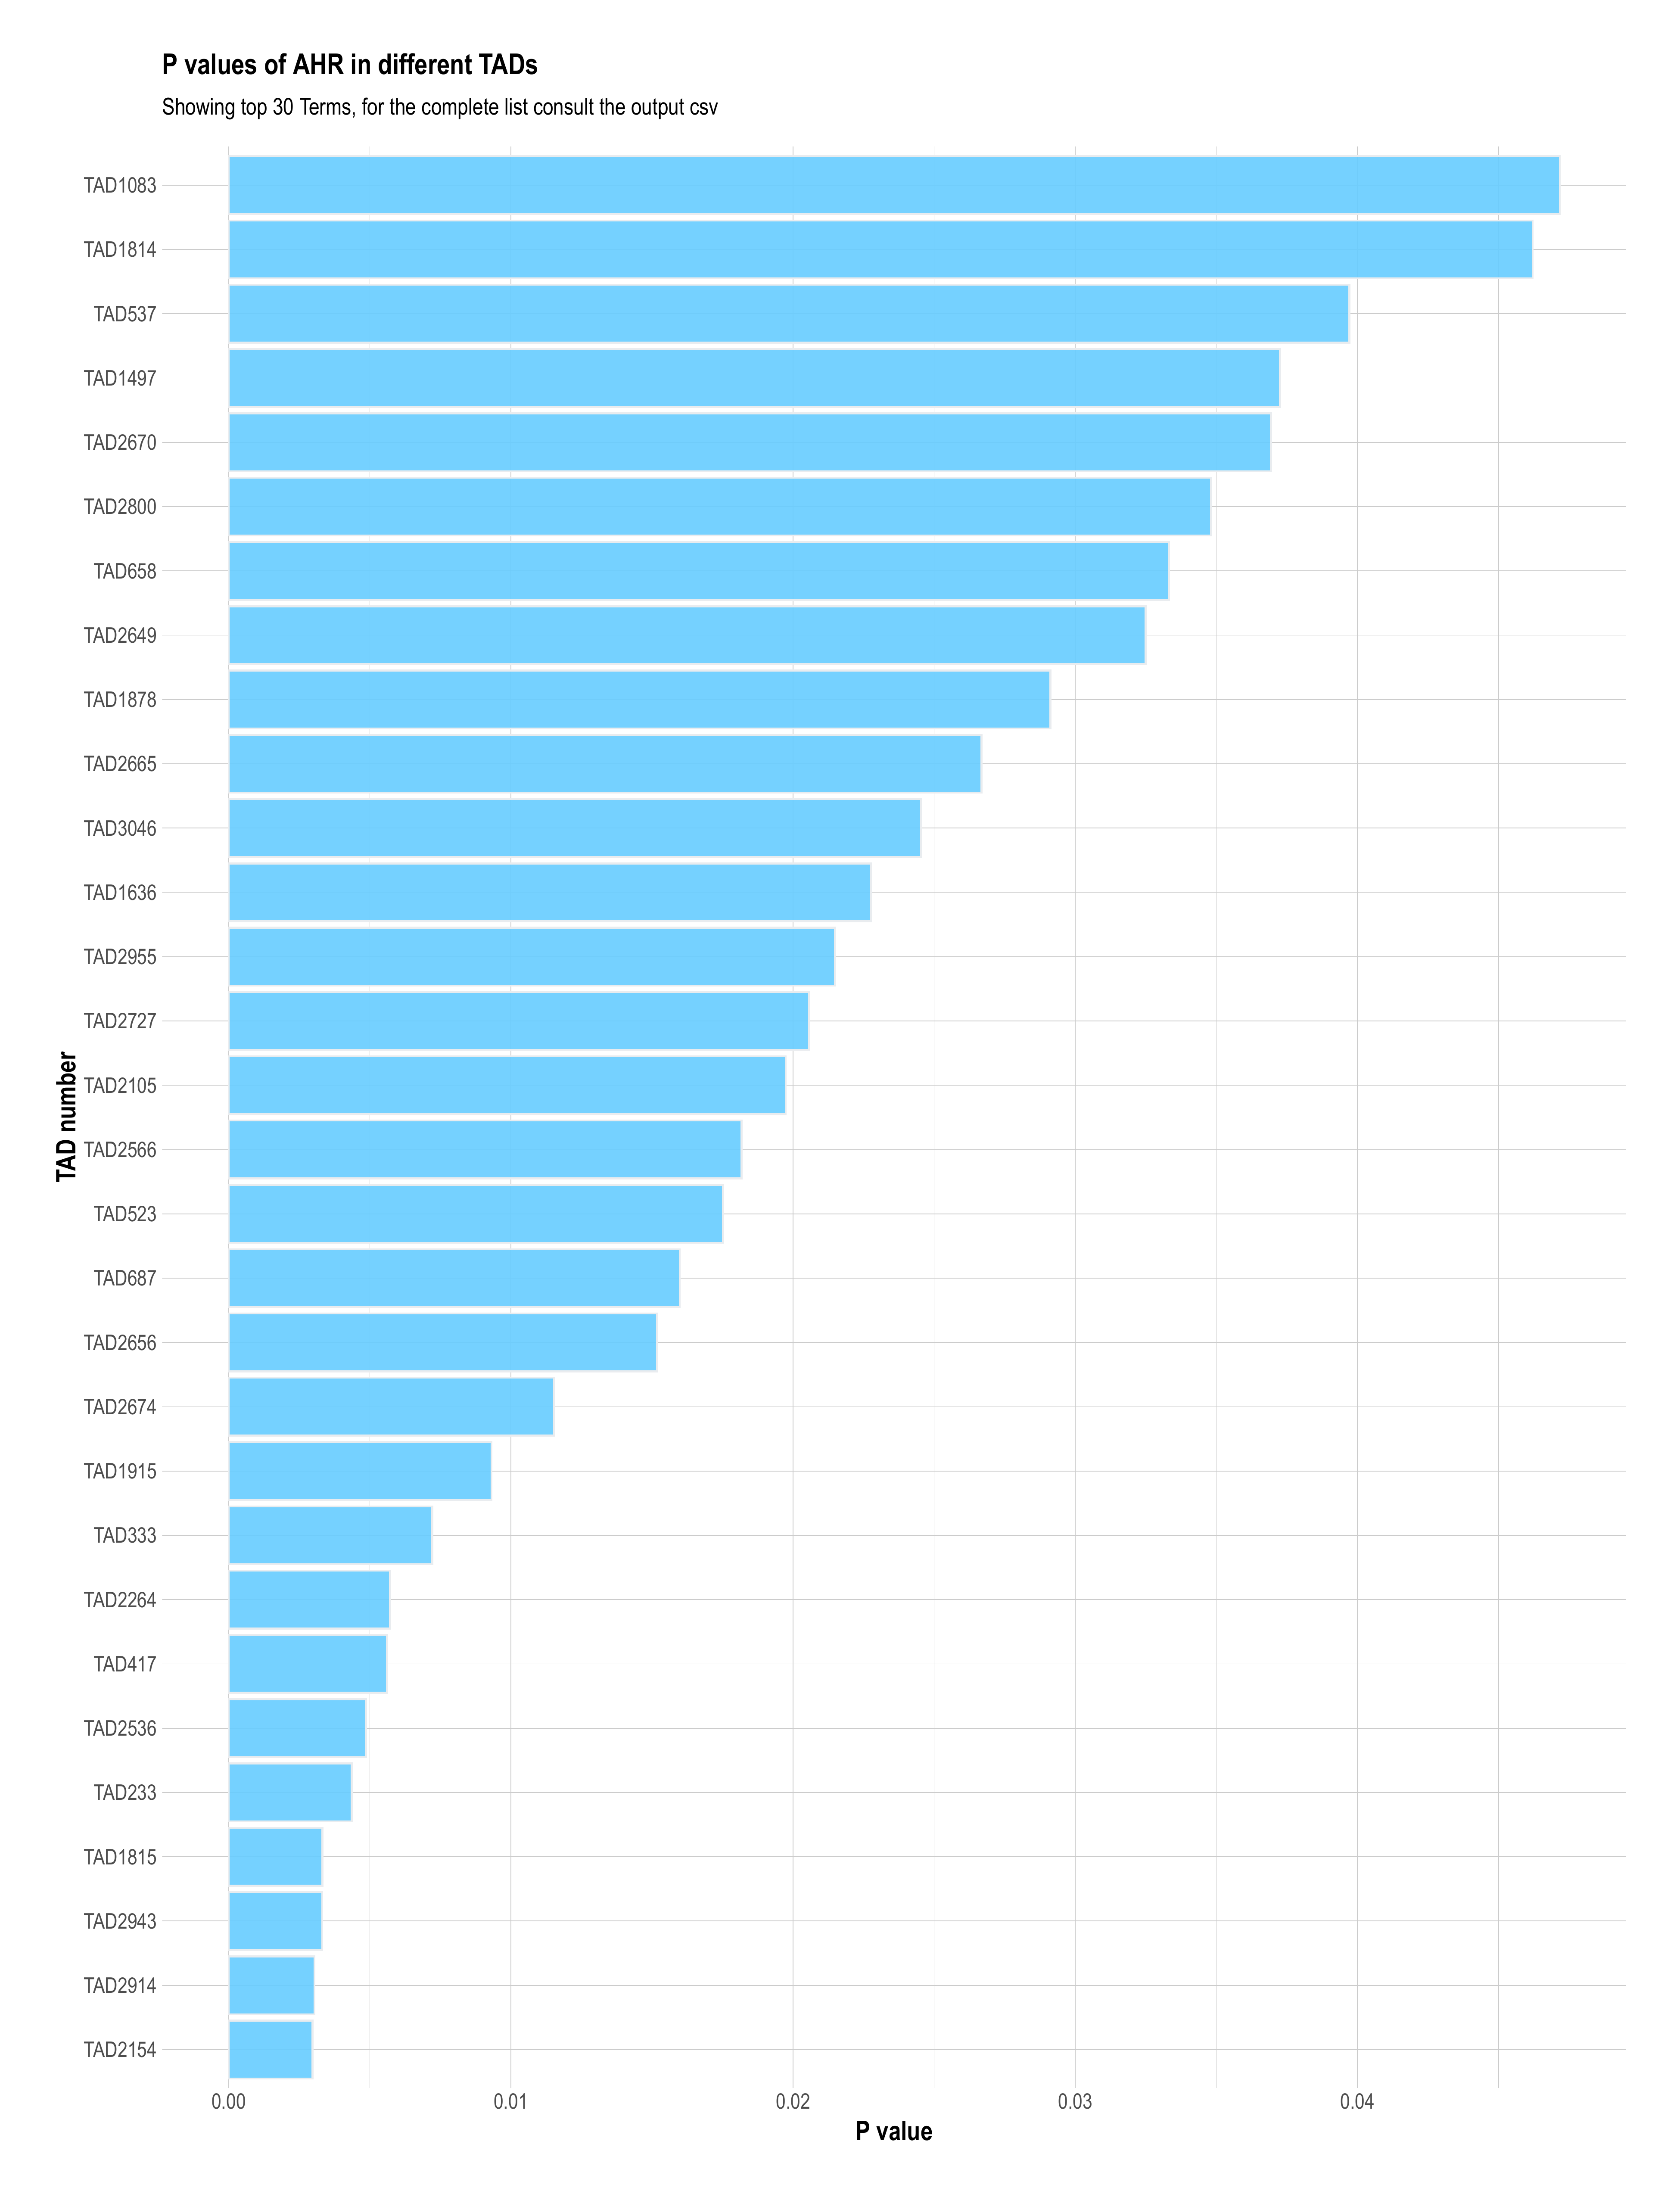 P values of AHR in different TADs
Showing top 30 Terms, for the complete list consult the output csv
TAD number
TAD1083
TAD1814
TAD537
TAD1497
TAD2670
TAD2800
TAD658
TAD2649
TAD1878
TAD2665
TAD3046
TAD1636
TAD2955
TAD2727
TAD2105
TAD2566
TAD523
TAD687
TAD2656
TAD2674
TAD1915
TAD333
TAD2264
TAD417
TAD2536
TAD233
TAD1815
TAD2943
TAD2914
TAD2154
0.00 0.01 0.02 0.03 0.04
P value